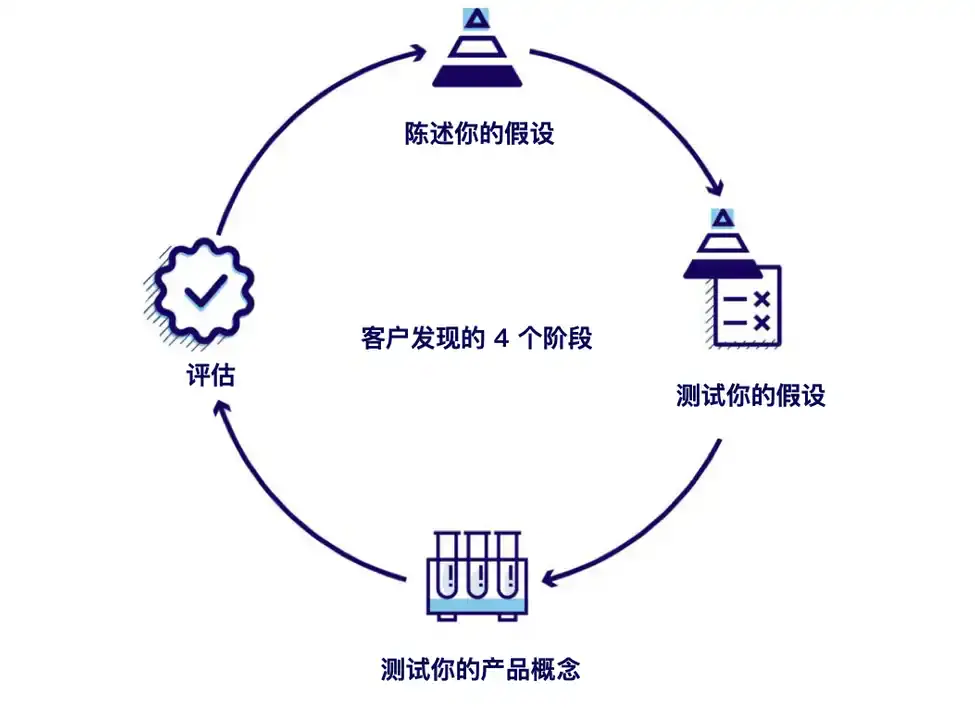 陈述你的假设
测试你的假设
客户发现的 4 个阶段
评估
测试你的产品概念